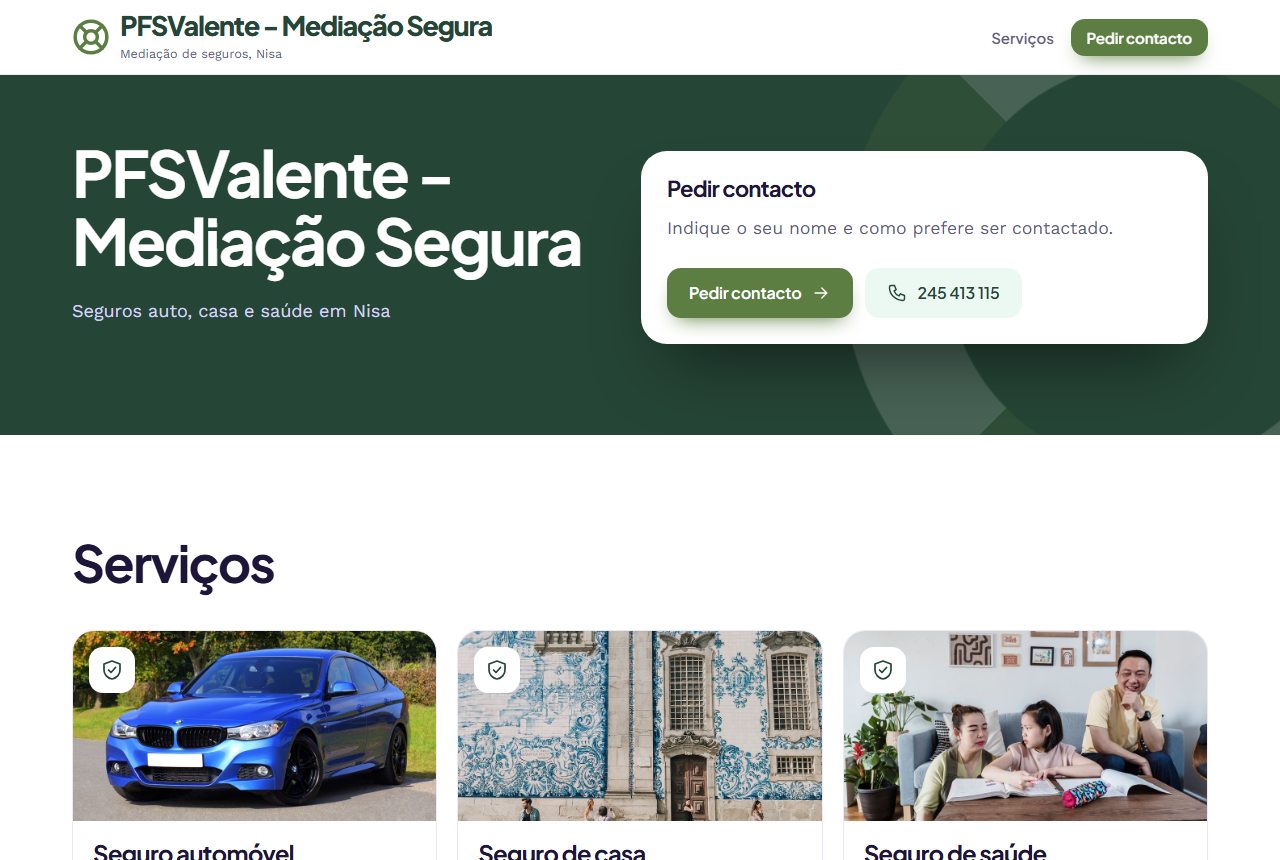 PFSValente – Mediação Segura
Mediação de seguros, Nisa
Serviços
Pedir contacto
PFSValente –
Mediação Segura
Seguros auto, casa e saúde em Nisa
Pedir contacto
Indique o seu nome e como prefere ser contactado.
Pedir contacto
245 413 115
Serviços
Seguro automóvel
Seguro de casa
Seguro de saúde